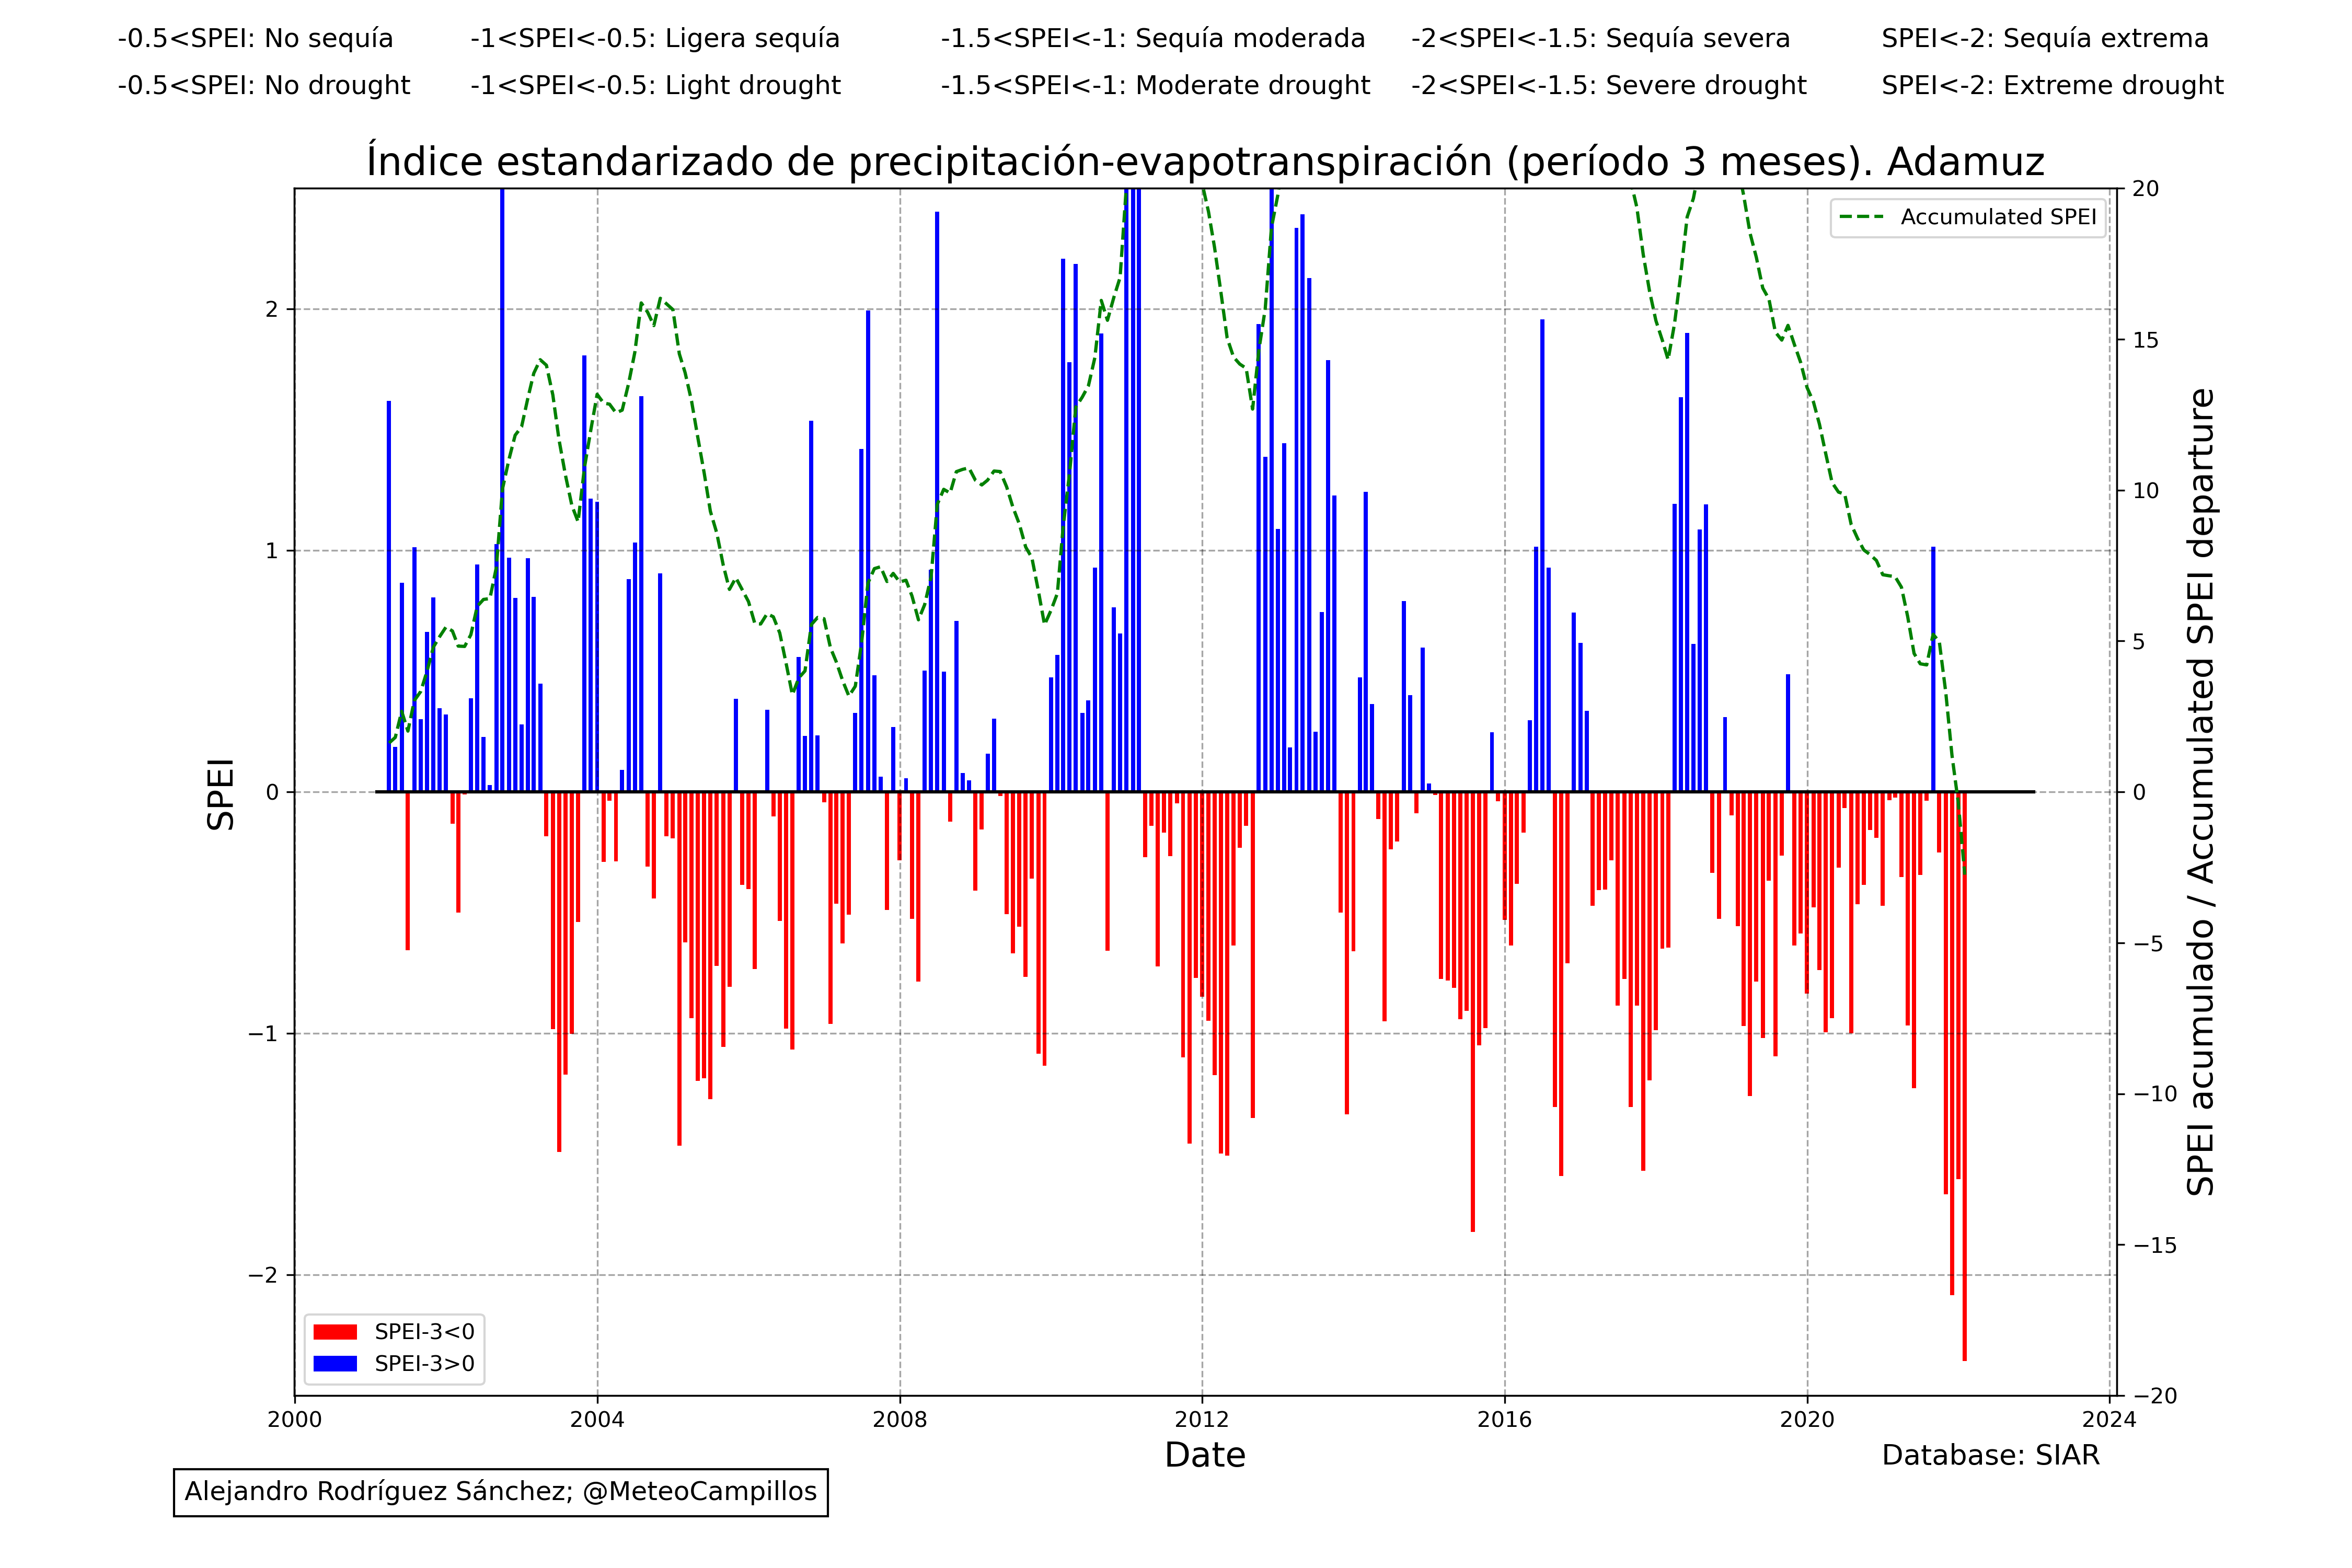 -0.5<SPEI: No sequía -1<SPEI<-0.5: Ligera sequía -1.5<SPEI<-1: Sequía moderada -2<SPEI<-1.5: Sequía severa SPEI<-2: Sequía extrema
-0.5<SPEI: No drought -1<SPEI<-0.5: Light drought -1.5<SPEI<-1: Moderate drought -2<SPEI<-1.5: Severe drought SPEI<-2: Extreme drought
Índice estandarizado de precipitación-evapotranspiración (período 3 meses). Adamuz
Accumulated SPEI
SPEI
2
1
0
−1
−2
20
15
10
5
0
−5
−10
−15
−20
SPEI acumulado / Accumulated SPEI departure
SPEI-3<0
SPEI-3>0
2000 2004 2008 2012 2016 2020 2024
Date
Database: SIAR
Alejandro Rodríguez Sánchez; @MeteoCampillos